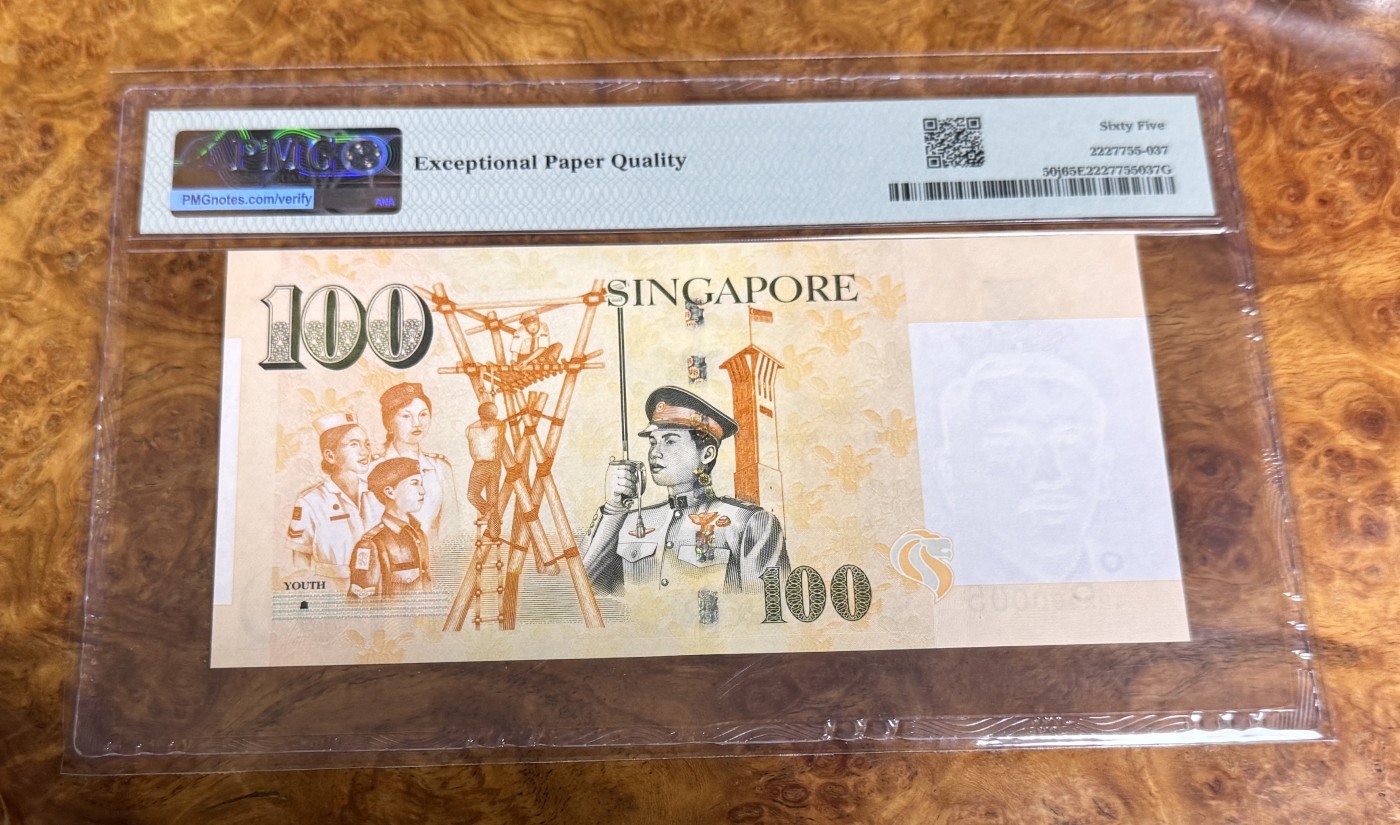 PMG
PMGnotes.com/verify
Exceptional Paper Quality
Sixty Five
2227755-037
50j65E2227755037G
100
SINGAPORE
YOUTH
100